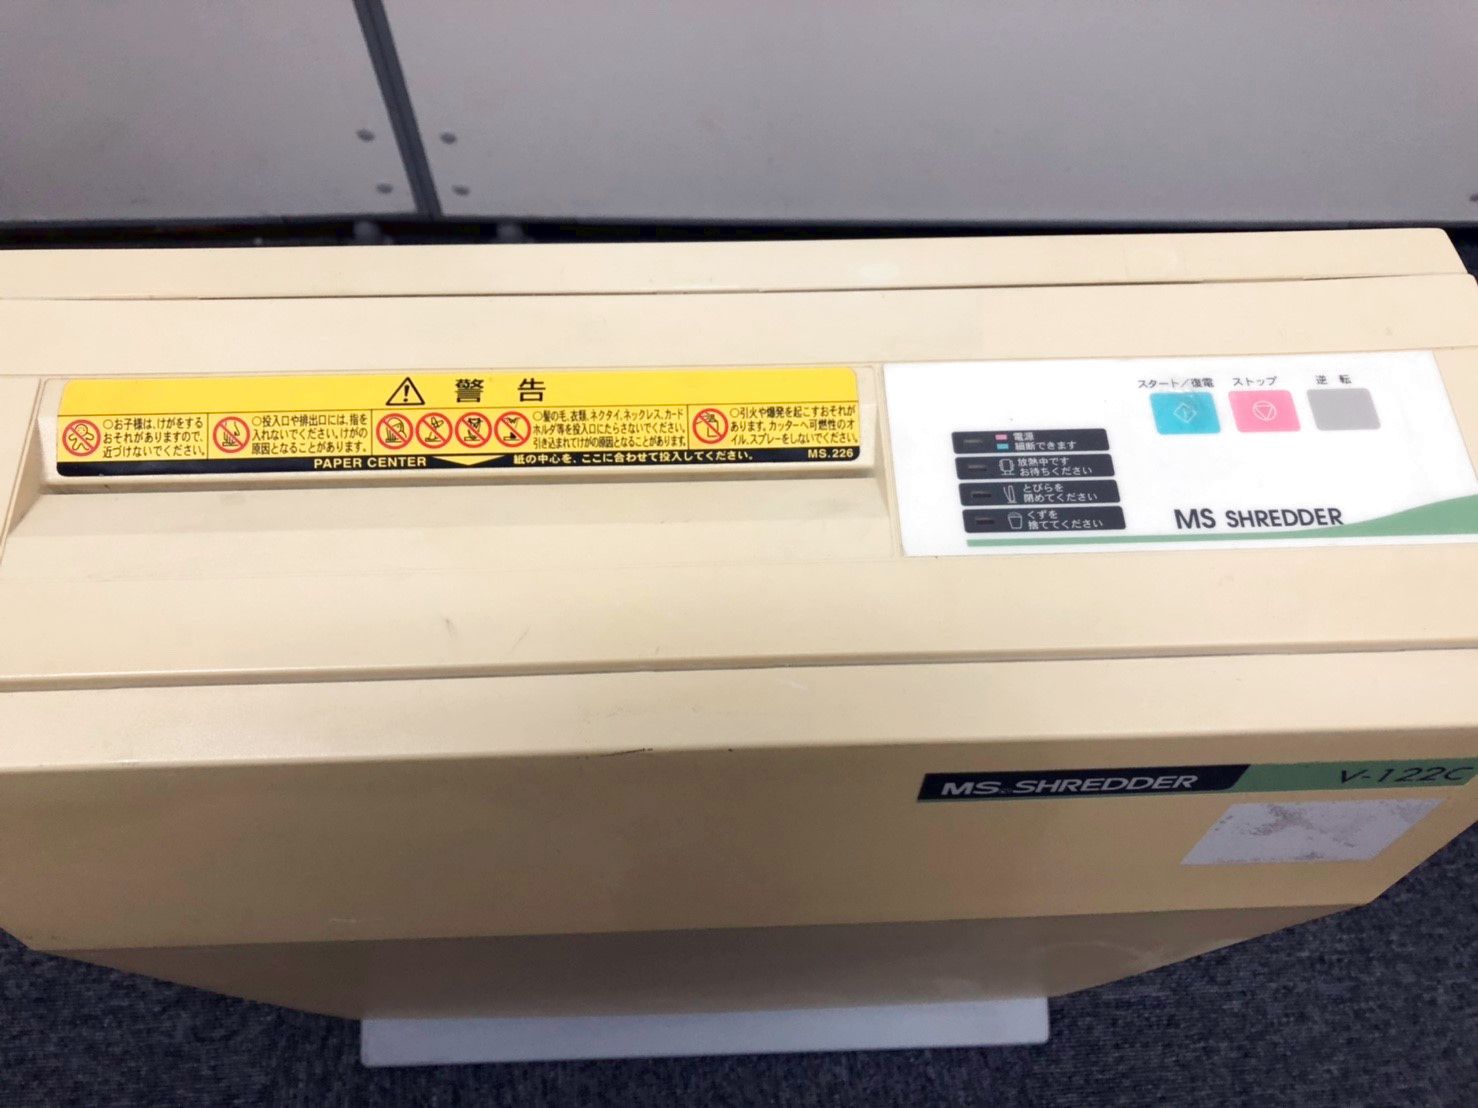 警告
○お子様は、けがをする
おそれがありますので、
近づけないでください。
○投入口や排出口には、指を
入れないでください。けがの
原因となることがあります。
○髪の毛、衣類、ネクタイ、ネックレス、カード
ホルダ等を投入口にたらさないでください。
引き込まれてけがの原因となることがあります。
○引火や爆発を起こすおそれが
あります。カッターへ可燃性のオ
イル、スプレーをしないでください。
PAPER CENTER 紙の中心を、ここに合わせて投入してください。 MS.226
スタート／復電 ストップ 逆転
電源
細断できます
放熱中です
お待ちください
とびらを
閉めてください
くずを
捨ててください
MS SHREDDER
MS SHREDDER V-122C